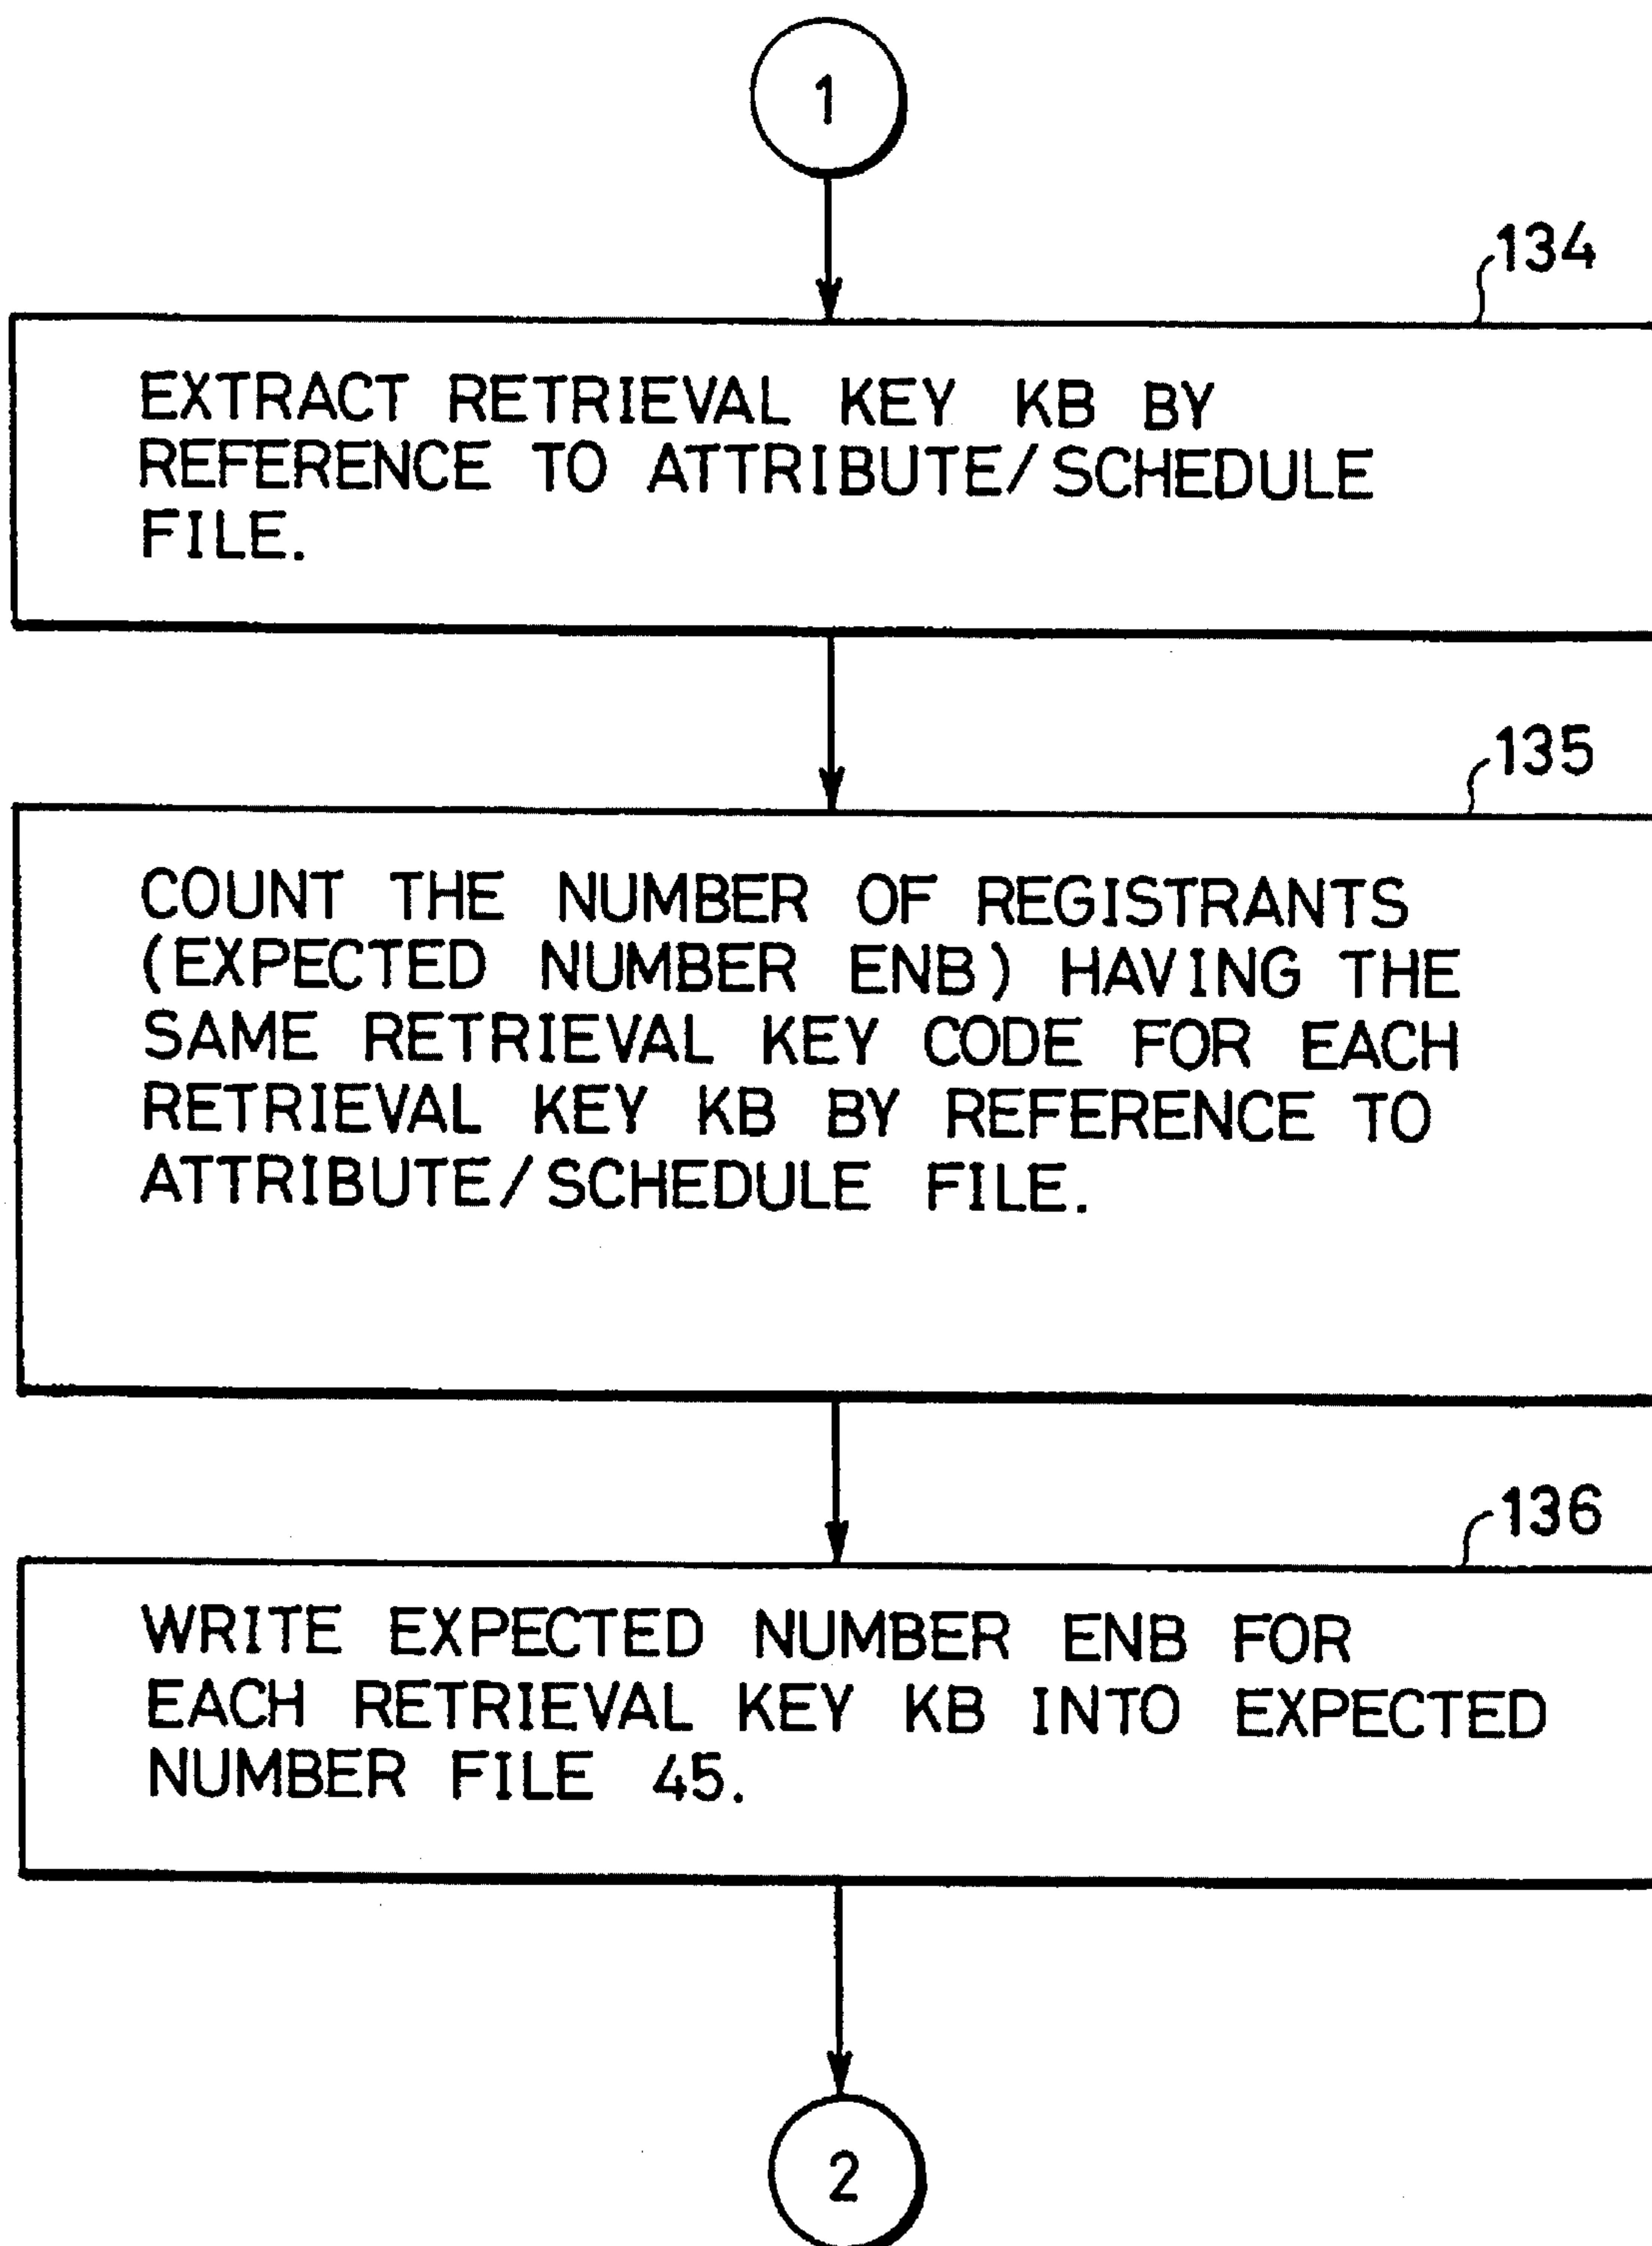 1
134
EXTRACT RETRIEVAL KEY KB BY
REFERENCE TO ATTRIBUTE/SCHEDULE
FILE.
135
COUNT THE NUMBER OF REGISTRANTS
(EXPECTED NUMBER ENB) HAVING THE
SAME RETRIEVAL KEY CODE FOR EACH
RETRIEVAL KEY KB BY REFERENCE TO
ATTRIBUTE/SCHEDULE FILE.
136
WRITE EXPECTED NUMBER ENB FOR
EACH RETRIEVAL KEY KB INTO EXPECTED
NUMBER FILE 45.
2